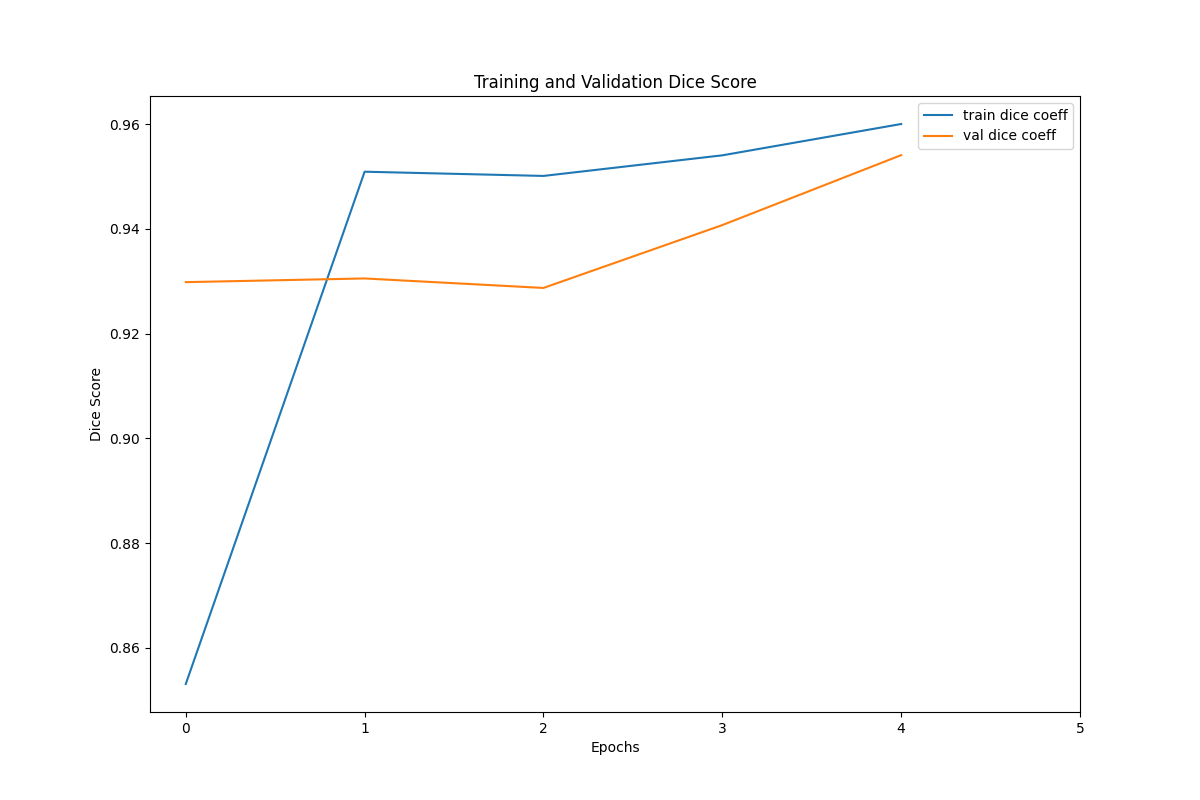 Training and Validation Dice Score
train dice coeff
val dice coeff
0.96
0.94
0.92
0.90
0.88
0.86
Dice Score
0 1 2 3 4 5
Epochs